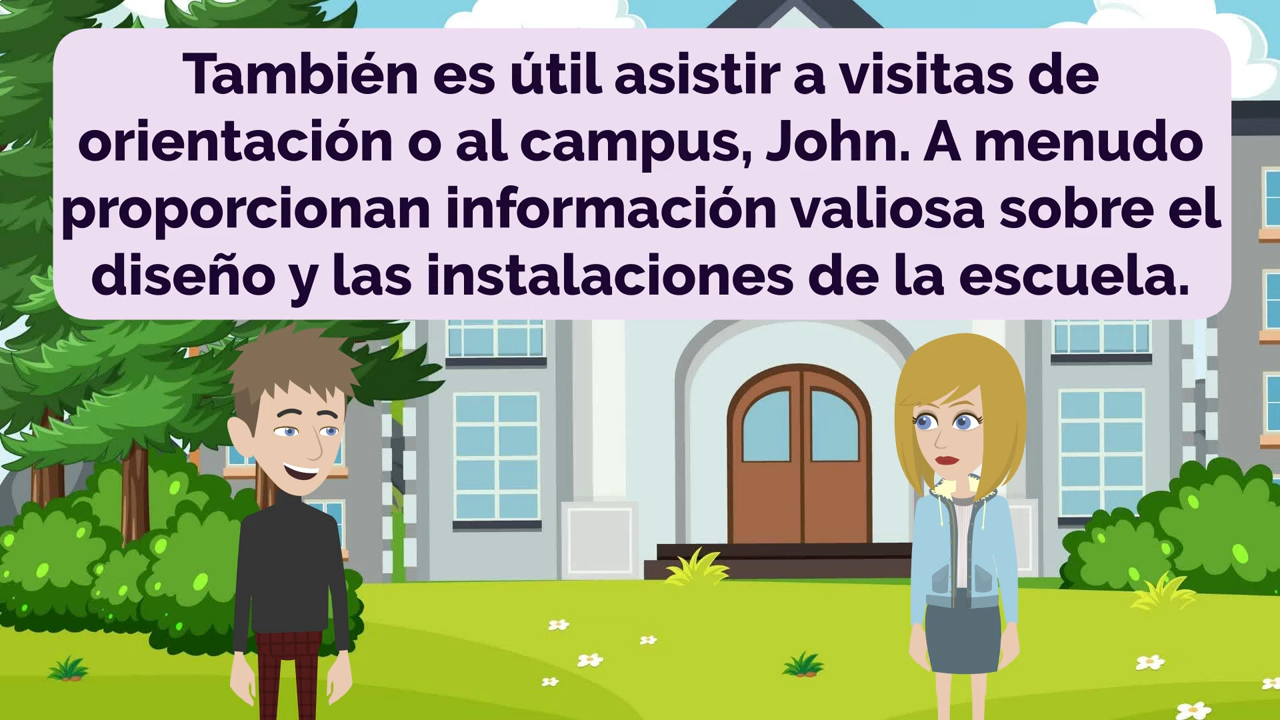 También es útil asistir a visitas de
orientación o al campus, John. A menudo
proporcionan información valiosa sobre el
diseño y las instalaciones de la escuela.